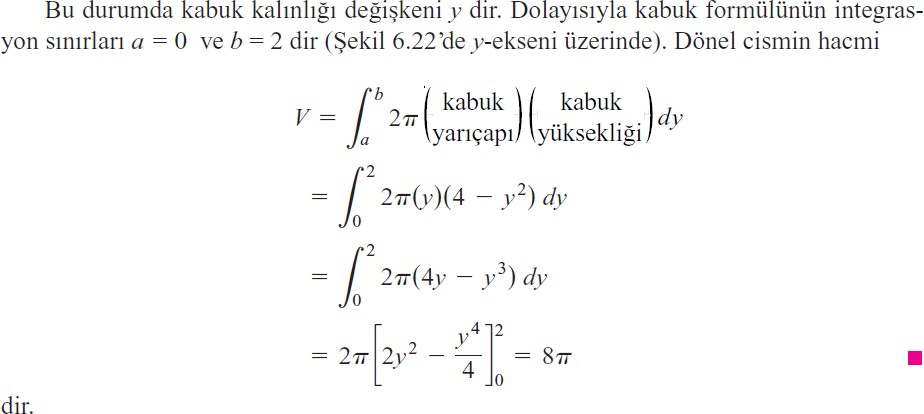 Bu durumda kabuk kalınlığı değişkeni y dir. Dolayısıyla kabuk formülünün integras-
yon sınırları a = 0 ve b = 2 dir (Şekil 6.22’de y-ekseni üzerinde). Dönel cismin hacmi
V = ∫_a^b 2π (kabuk yarıçapı) (kabuk yüksekliği) dy
= ∫_0^2 2π(y)(4 − y²) dy
= ∫_0^2 2π(4y − y³) dy
= 2π [2y² − y⁴/4]_0^2 = 8π
dir.